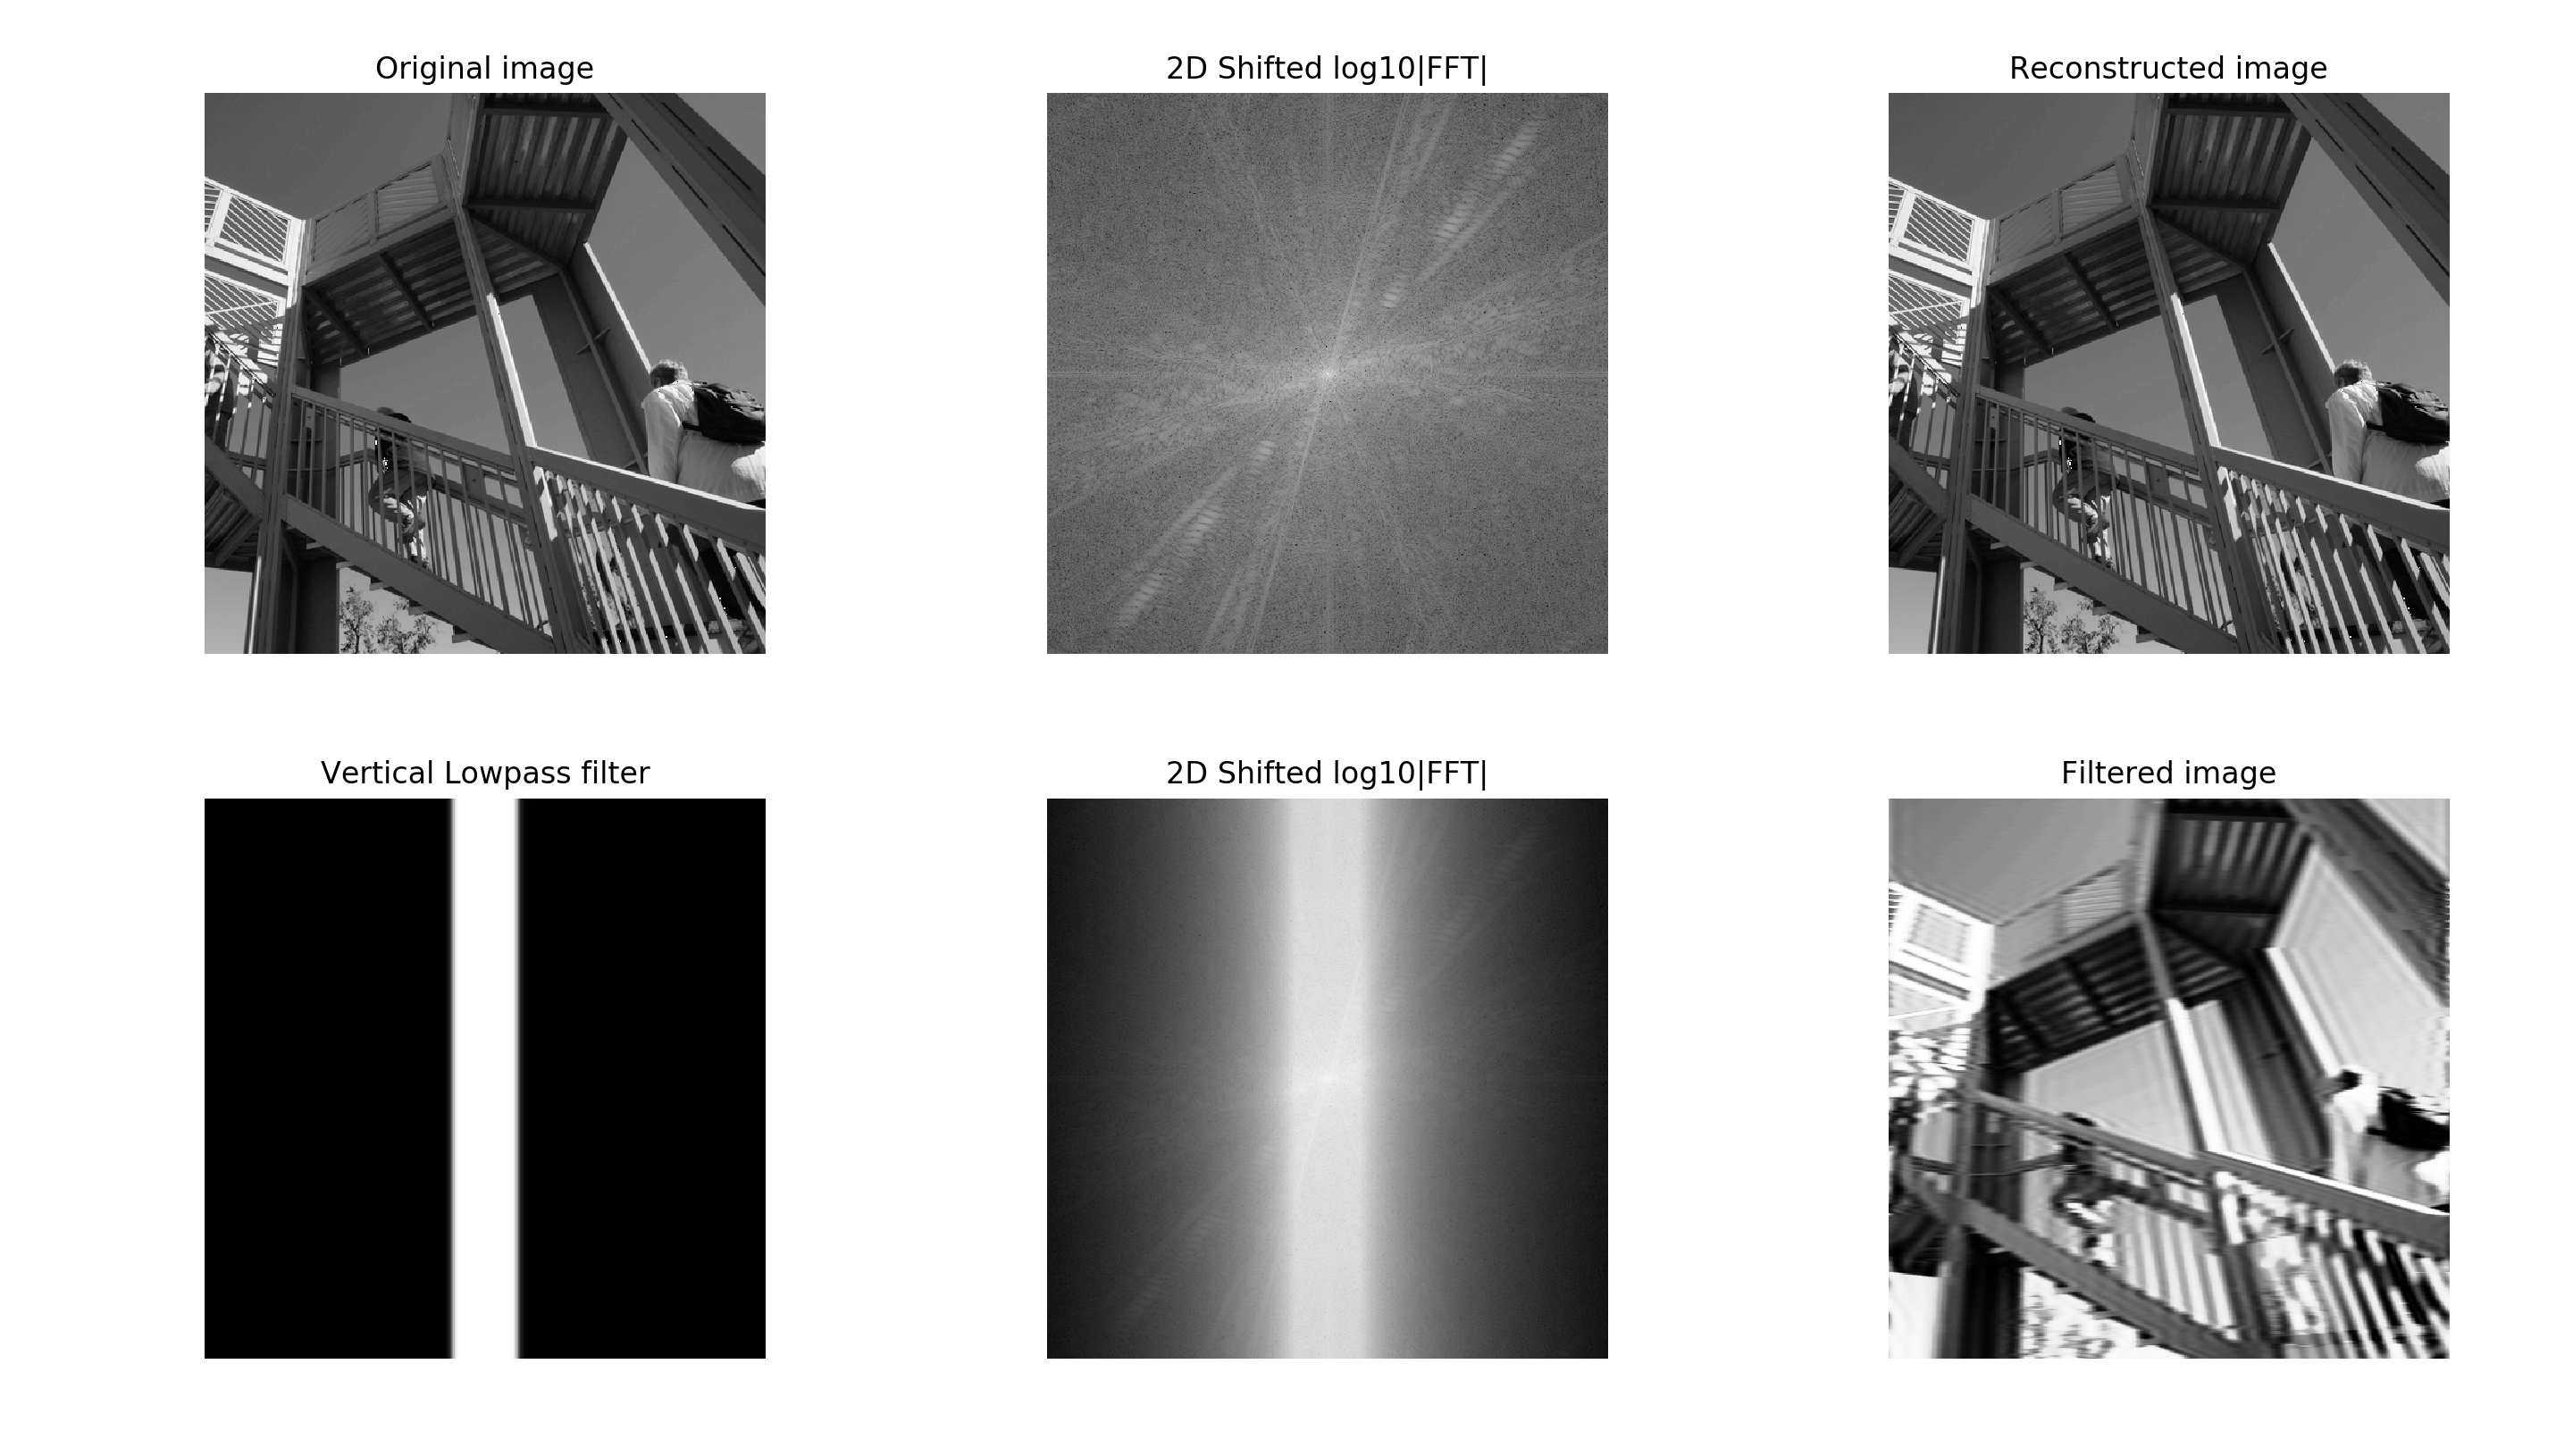 Original image
2D Shifted log10|FFT|
Reconstructed image
Vertical Lowpass filter
2D Shifted log10|FFT|
Filtered image